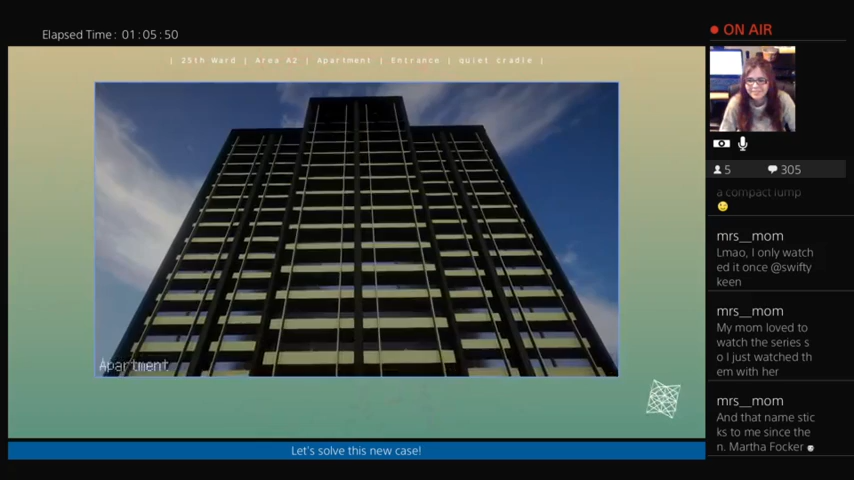 Elapsed Time: 01:05:50
ON AIR
| 25th Ward | Area A2 | Apartment | Entrance | quiet cradle |
5
305
a compact lump
mrs__mom
Lmao, I only watch
ed it once @swifty
keen
mrs__mom
My mom loved to
watch the series s
o I just watched th
em with her
mrs__mom
And that name stic
ks to me since the
n. Martha Focker
Apartment
Let's solve this new case!